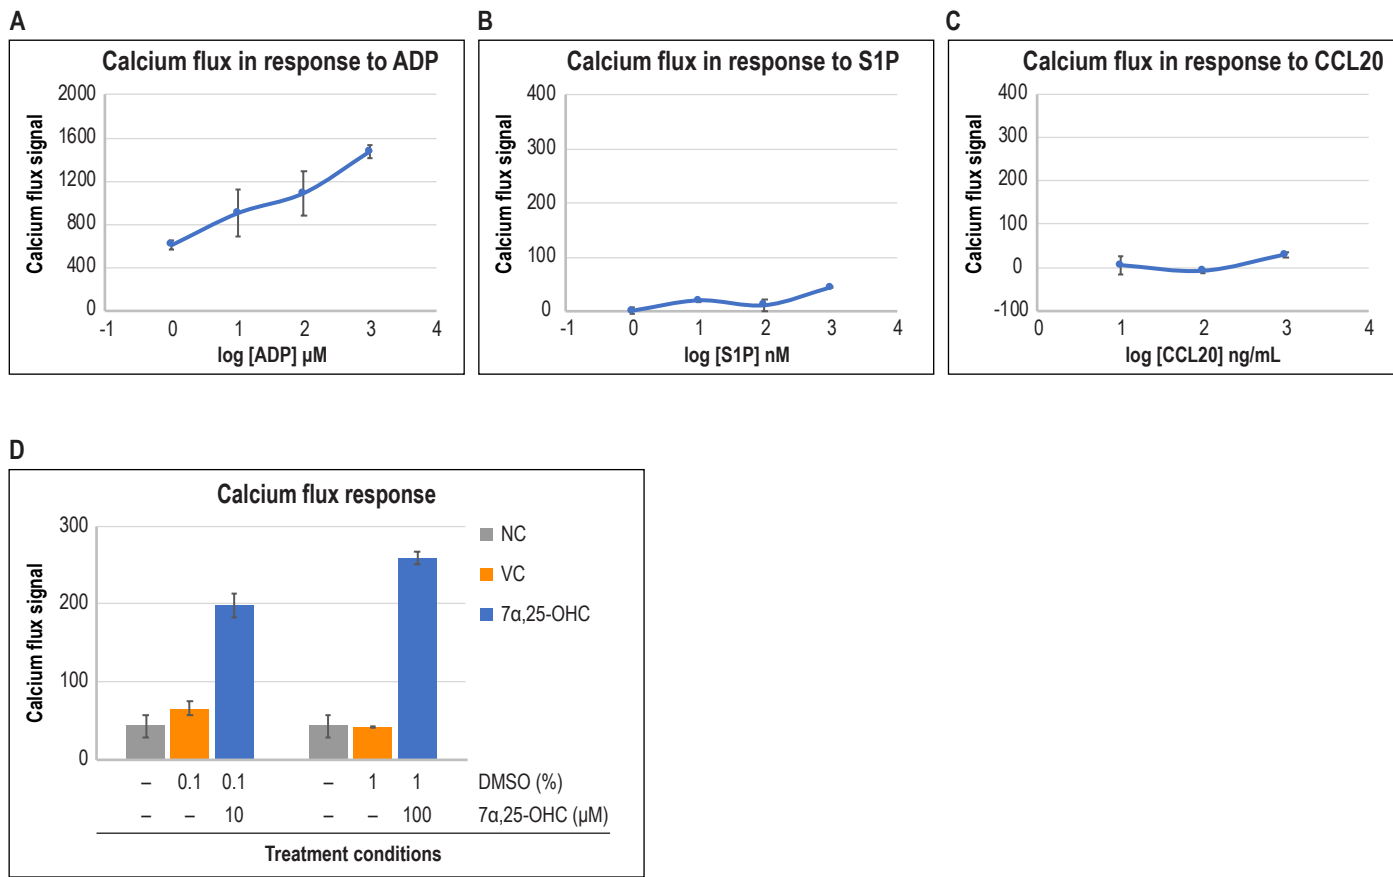 A
Calcium flux in response to ADP
Calcium flux signal
2000
1600
1200
800
400
0
-1 0 1 2 3 4
log [ADP] µM
B
Calcium flux in response to S1P
Calcium flux signal
400
300
200
100
0
-1 0 1 2 3 4
log [S1P] nM
C
Calcium flux in response to CCL20
Calcium flux signal
400
300
200
100
0
-100
0 1 2 3 4
log [CCL20] ng/mL
D
Calcium flux response
Calcium flux signal
300
200
100
0
NC
VC
7α,25-OHC
– 0.1 0.1 – 1 1 DMSO (%)
– – 10 – – 100 7α,25-OHC (µM)
Treatment conditions